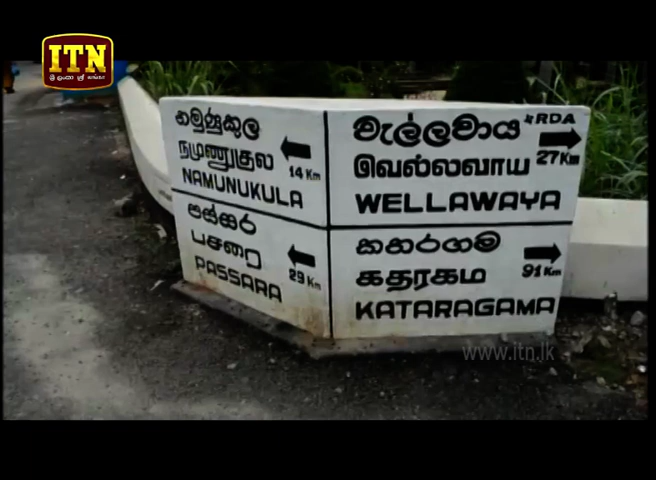 ITN
ශ්‍රී ලංකා
නමුණුකුල
நமுணுகுல
14 Km
NAMUNUKULA
පස්සර
பசறை
29 Km
PASSARA
RDA
වැල්ලවාය
வெல்லவாய
27 Km
WELLAWAYA
කතරගම
கதரகம
91 Km
KATARAGAMA
www.itn.lk